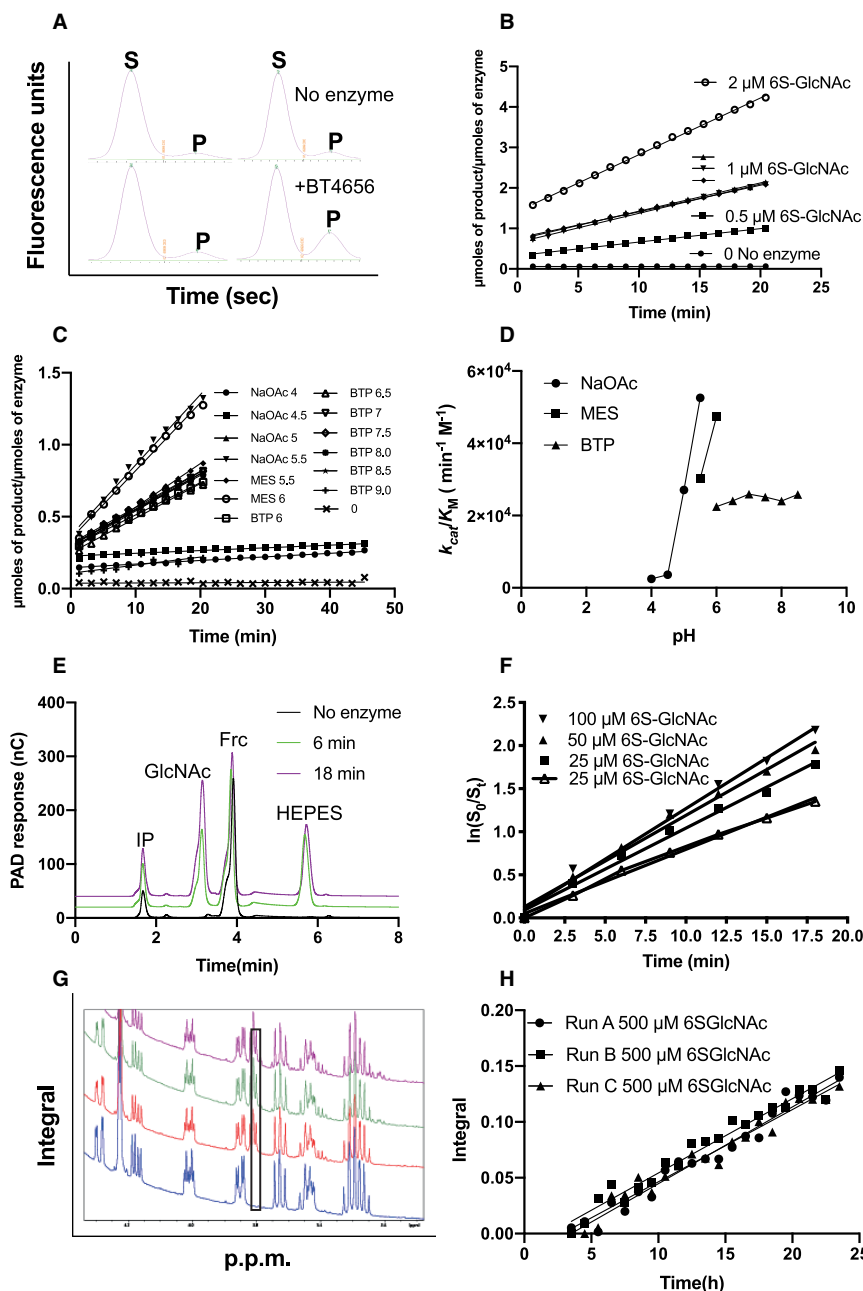 A
Fluorescence units
S
S
No enzyme
P
P
+BT4656
P
P
Time (sec)
B
µmoles of product/µmoles of enzyme
5
4
3
2
1
0
2 µM 6S-GlcNAc
1 µM 6S-GlcNAc
0.5 µM 6S-GlcNAc
0 No enzyme
0 5 10 15 20 25
Time (min)
C
µmoles of product/µmoles of enzyme
1.5
1.0
0.5
0.0
NaOAc 4
NaOAc 4.5
NaOAc 5
NaOAc 5.5
MES 5.5
MES 6
BTP 6
BTP 6.5
BTP 7
BTP 7.5
BTP 8.0
BTP 8.5
BTP 9.0
0
0 10 20 30 40 50
Time (min)
D
kcat/KM ( min-1 M-1)
6×104
4×104
2×104
0
NaOAc
MES
BTP
0 2 4 6 8 10
pH
E
PAD response (nC)
400
300
200
100
0
No enzyme
6 min
18 min
IP
GlcNAc
Frc
HEPES
0 2 4 6 8
Time(min)
F
ln(S0/St)
2.5
2.0
1.5
1.0
0.5
0.0
100 µM 6S-GlcNAc
50 µM 6S-GlcNAc
25 µM 6S-GlcNAc
25 µM 6S-GlcNAc
0.0 2.5 5.0 7.5 10.0 12.5 15.0 17.5 20.0
Time (min)
G
Integral
p.p.m.
H
Integral
0.20
0.15
0.10
0.05
0.00
Run A 500 µM 6SGlcNAc
Run B 500 µM 6SGlcNAc
Run C 500 µM 6SGlcNAc
0 5 10 15 20 25
Time(h)